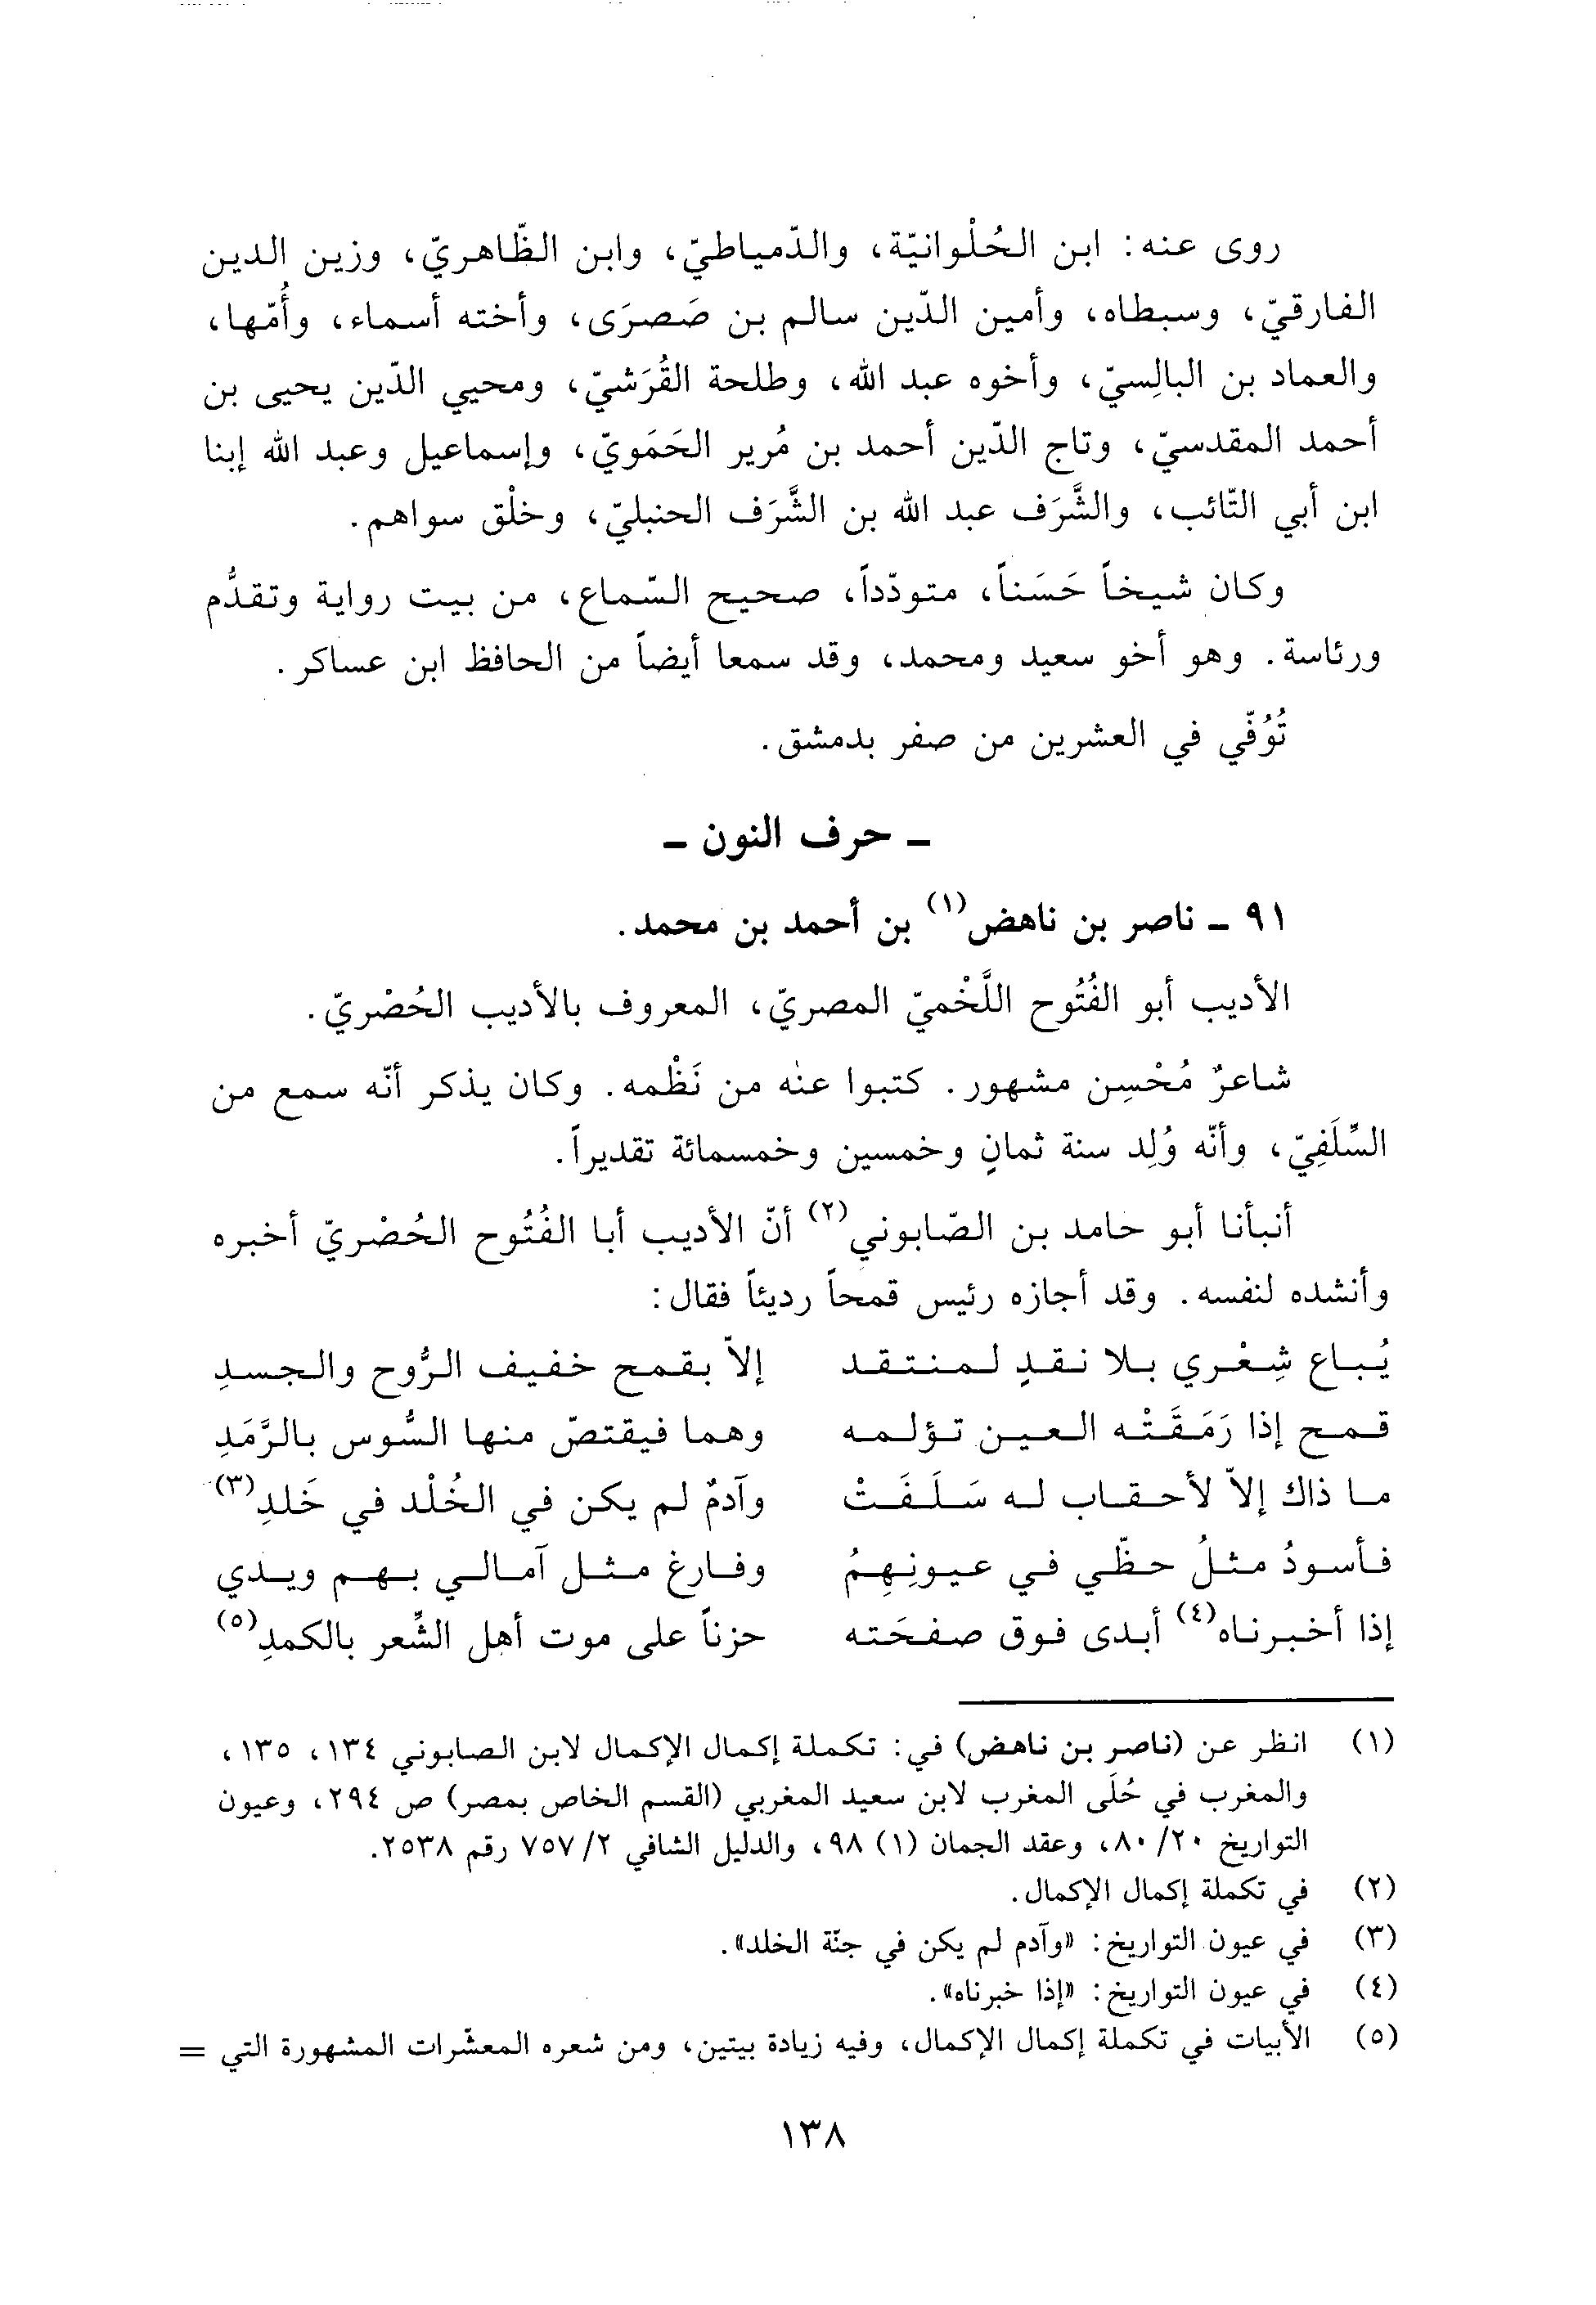 روى عنه: ابن الحُلْوانيّة، والدّمياطيّ، وابن الظّاهريّ، وزين الدين
الفارقيّ، وسبطاه، وأمين الدّين سالم بن صَصرَى، وأخته أسماء، وأُمّها،
والعماد بن البالِسيّ، وأخوه عبد الله، وطلحة القُرَشيّ، ومحيي الدّين يحيى بن
أحمد المقدسيّ، وتاج الدّين أحمد بن مُرير الحَمَويّ، وإسماعيل وعبد الله إبنا
ابن أبي التّائب، والشَّرَف عبد الله بن الشَّرَف الحنبليّ، وخلْق سواهم.
وكان شيخاً حَسَناً، متودّداً، صحيح السّماع، من بيت رواية وتقدُّم
ورئاسة. وهو أخو سعيد ومحمد، وقد سمعا أيضاً من الحافظ ابن عساكر.
تُوُفّي في العشرين من صفر بدمشق.
ـ حرف النون ـ
٩١ ـ ناصر بن ناهض(١) بن أحمد بن محمد.
الأديب أبو الفُتُوح اللَّخْميّ المصريّ، المعروف بالأديب الحُصْريّ.
شاعرٌ مُحْسِن مشهور. كتبوا عنه من نَظْمه. وكان يذكر أنّه سمع من
السِّلَفِيّ، وأنّه وُلِد سنة ثمانٍ وخمسين وخمسمائة تقديراً.
أنبأنا أبو حامد بن الصّابوني(٢) أنّ الأديب أبا الفُتُوح الحُصْريّ أخبره
وأنشده لنفسه. وقد أجازه رئيس قمحاً رديئاً فقال:
يُباع شِعْري بلا نقدٍ لمنتقد إلاّ بقمح خفيف الرُّوح والجسدِ
قمح إذا رَمَقَتْه العين تؤلمه وهما فيقتصّ منها السُّوس بالرَّمَدِ
ما ذاك إلاّ لأحقاب له سَلَفَتْ وآدمٌ لم يكن في الخُلْد في خَلدِ(٣)
فأسودُ مثلُ حظّي في عيونِهِمُ وفارغ مثل آمالي بهم ويدي
إذا أخبرناه(٤) أبدى فوق صفحَته حزناً على موت أهل الشِّعر بالكمدِ(٥)
(١) انظر عن (ناصر بن ناهض) في: تكملة إكمال الإكمال لابن الصابوني ١٣٤، ١٣٥،
والمغرب في حُلَى المغرب لابن سعيد المغربي (القسم الخاص بمصر) ص ٢٩٤، وعيون
التواريخ ٢٠/ ٨٠، وعقد الجمان (١) ٩٨، والدليل الشافي ٢/ ٧٥٧ رقم ٢٥٣٨.
(٢) في تكملة إكمال الإكمال.
(٣) في عيون التواريخ: «وآدم لم يكن في جنّة الخلد».
(٤) في عيون التواريخ: «إذا خبرناه».
(٥) الأبيات في تكملة إكمال الإكمال، وفيه زيادة بيتين، ومن شعره المعشّرات المشهورة التي =
١٣٨